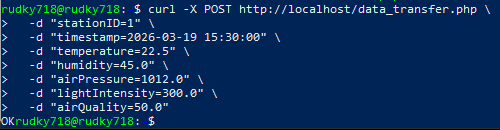 rudky718@rudky718: $ curl -X POST http://localhost/data_transfer.php \
>   -d "stationID=1" \
>   -d "timestamp=2026-03-19 15:30:00" \
>   -d "temperature=22.5" \
>   -d "humidity=45.0" \
>   -d "airPressure=1012.0" \
>   -d "lightIntensity=300.0" \
>   -d "airQuality=50.0"
OKrudky718@rudky718: $